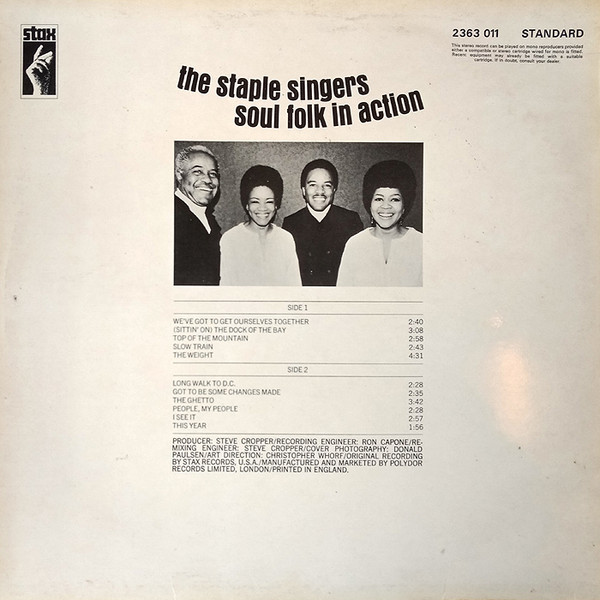 stax
2363 011 STANDARD
This stereo record can be played on mono reproducers provided
either a compatible or stereo cartridge wired for mono is fitted.
Recent equipment may already be fitted with a suitable
cartridge. If in doubt, consult your dealer.
the staple singers
soul folk in action
SIDE 1
WE'VE GOT TO GET OURSELVES TOGETHER 2:40
(SITTIN' ON) THE DOCK OF THE BAY 3:08
TOP OF THE MOUNTAIN 2:58
SLOW TRAIN 2:43
THE WEIGHT 4:31
SIDE 2
LONG WALK TO D.C. 2:28
GOT TO BE SOME CHANGES MADE 2:35
THE GHETTO 3:42
PEOPLE, MY PEOPLE 2:28
I SEE IT 2:57
THIS YEAR 1:56
PRODUCER: STEVE CROPPER/RECORDING ENGINEER: RON CAPONE/RE-
MIXING ENGINEER: STEVE CROPPER/COVER PHOTOGRAPHY: DONALD
PAULSEN/ART DIRECTION: CHRISTOPHER WHORF/ORIGINAL RECORDING
BY STAX RECORDS, U.S.A./MANUFACTURED AND MARKETED BY POLYDOR
RECORDS LIMITED, LONDON/PRINTED IN ENGLAND.